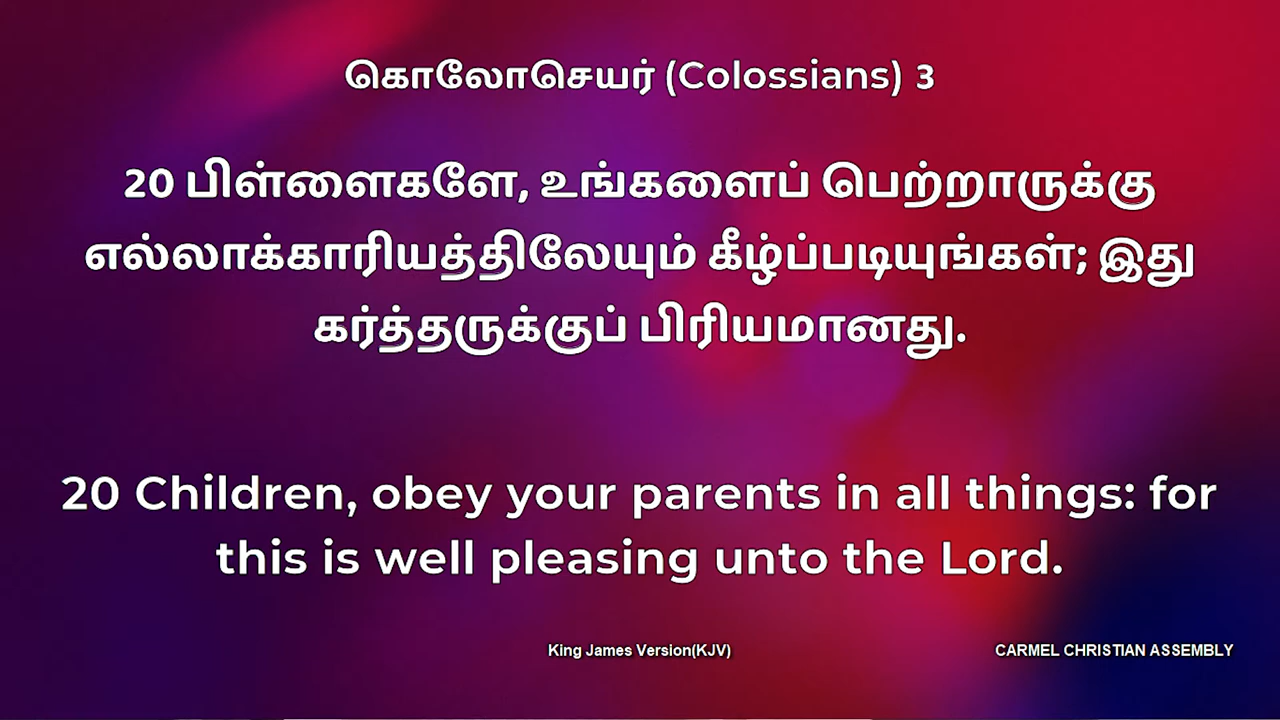 கொலோசெயர் (Colossians) 3
20 பிள்ளைகளே, உங்களைப் பெற்றாருக்கு
எல்லாக்காரியத்திலேயும் கீழ்ப்படியுங்கள்; இது
கர்த்தருக்குப் பிரியமானது.
20 Children, obey your parents in all things: for
this is well pleasing unto the Lord.
King James Version(KJV)
CARMEL CHRISTIAN ASSEMBLY